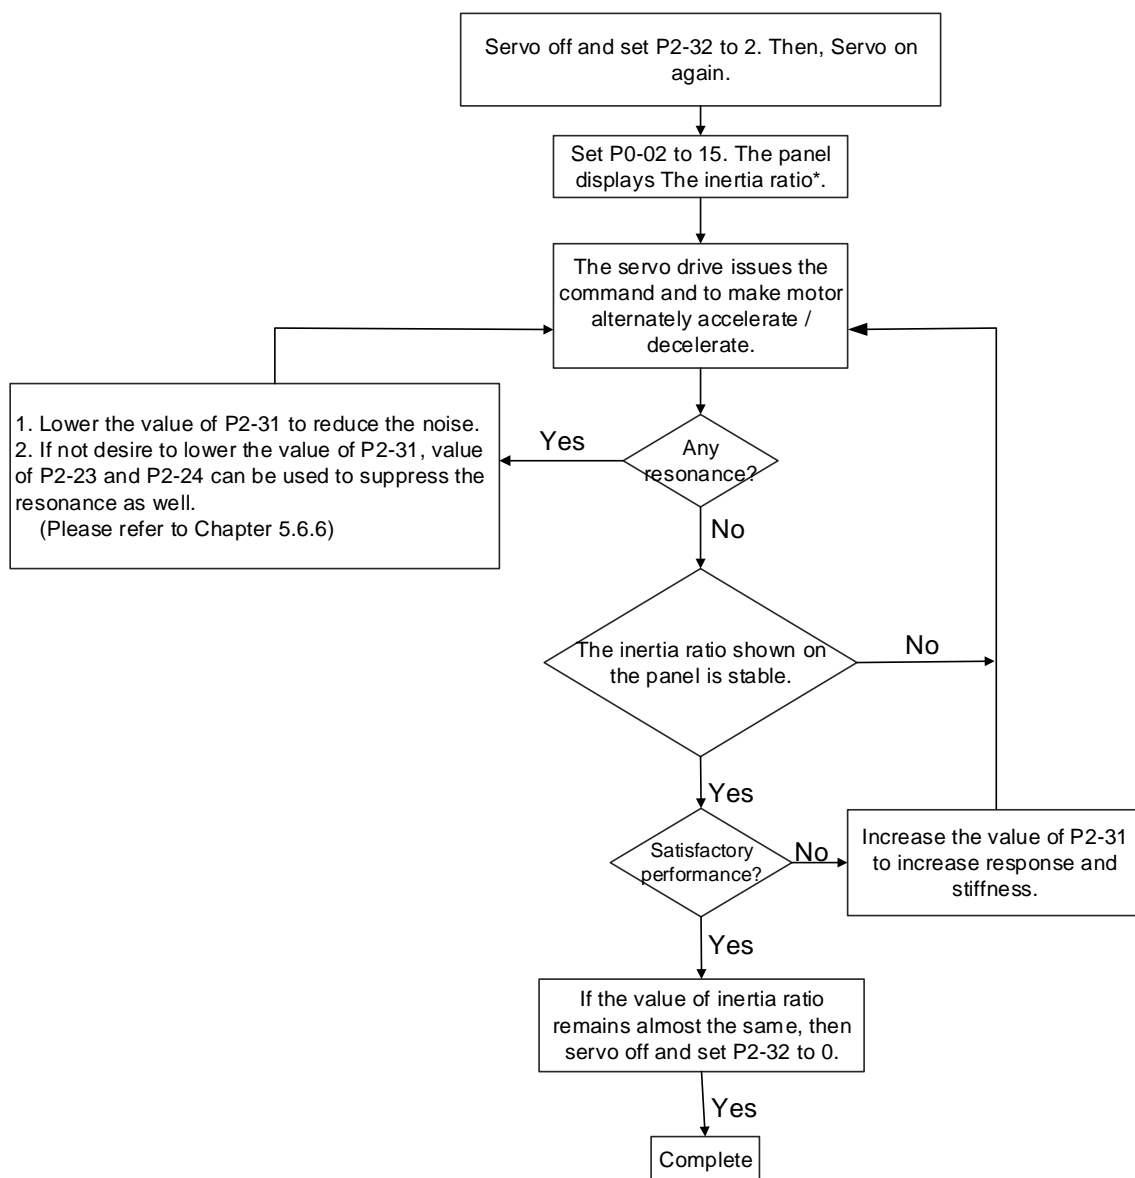 Servo off and set P2-32 to 2. Then, Servo on
again.
Set P0-02 to 15. The panel
displays The inertia ratio*.
The servo drive issues the
command and to make motor
alternately accelerate /
decelerate.
1. Lower the value of P2-31 to reduce the noise.
2. If not desire to lower the value of P2-31, value
of P2-23 and P2-24 can be used to suppress the
resonance as well.
(Please refer to Chapter 5.6.6)
Yes
Any
resonance?
No
The inertia ratio shown on
the panel is stable.
No
Yes
Satisfactory
performance?
No
Increase the value of P2-31
to increase response and
stiffness.
Yes
If the value of inertia ratio
remains almost the same, then
servo off and set P2-32 to 0.
Yes
Complete